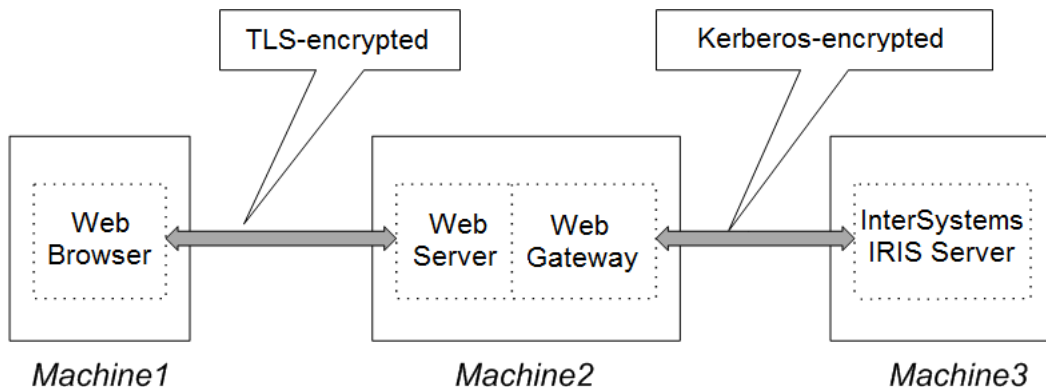 TLS-encrypted
Kerberos-encrypted
Web
Browser
Web
Server
Web
Gateway
InterSystems
IRIS Server
Machine1
Machine2
Machine3